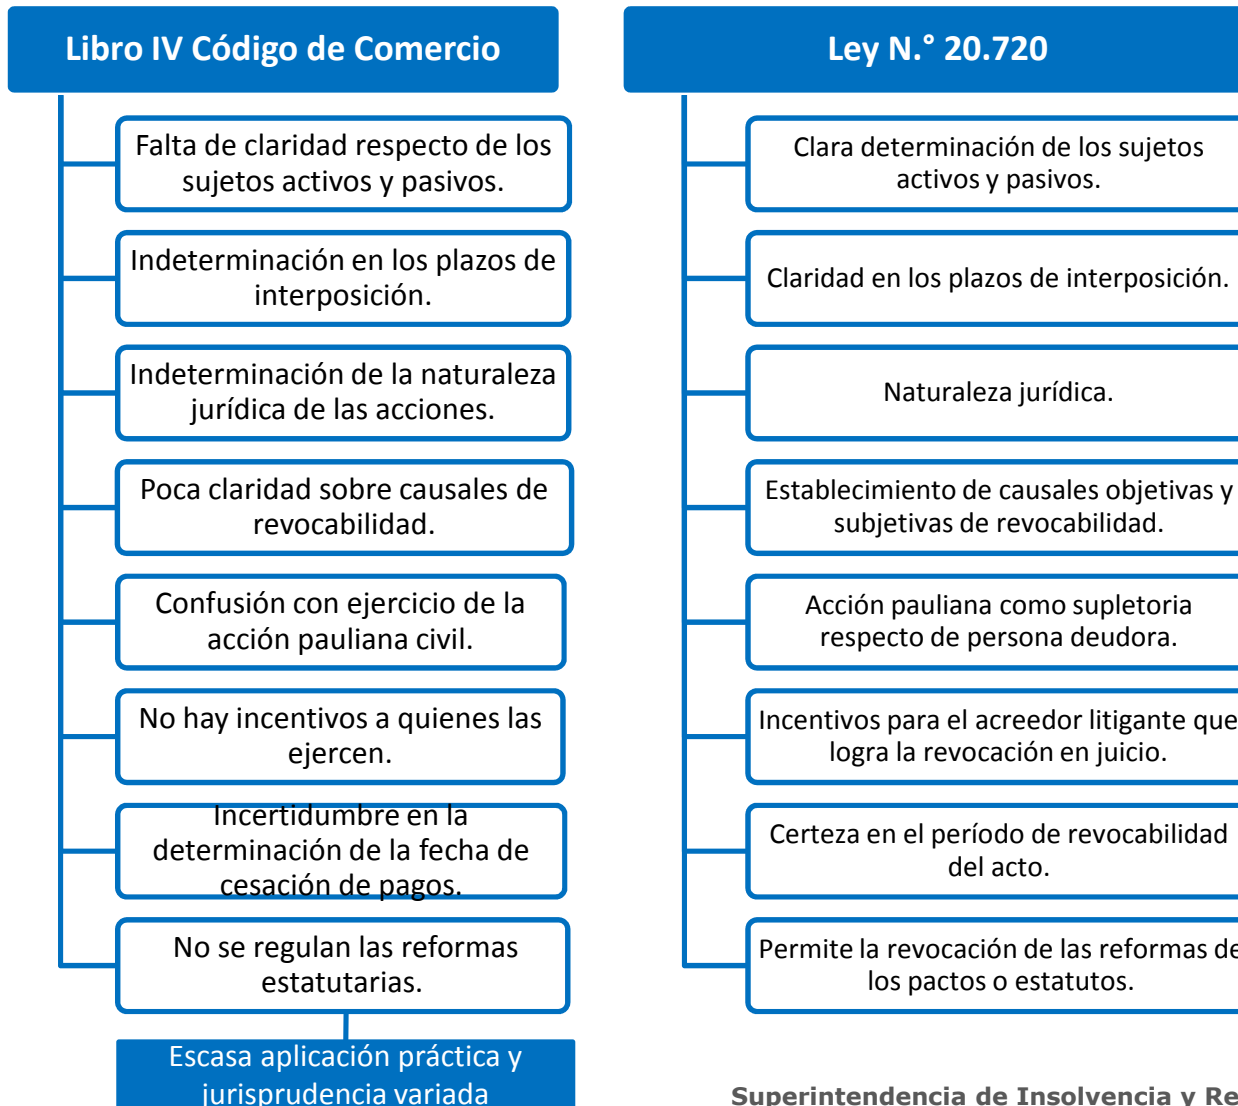 Libro IV Código de Comercio
Falta de claridad respecto de los
sujetos activos y pasivos.
Indeterminación en los plazos de
interposición.
Indeterminación de la naturaleza
jurídica de las acciones.
Poca claridad sobre causales de
revocabilidad.
Confusión con ejercicio de la
acción pauliana civil.
No hay incentivos a quienes las
ejercen.
Incertidumbre en la
determinación de la fecha de
cesación de pagos.
No se regulan las reformas
estatutarias.
Escasa aplicación práctica y
jurisprudencia variada
Ley N.° 20.720
Clara determinación de los sujetos
activos y pasivos.
Claridad en los plazos de interposición.
Naturaleza jurídica.
Establecimiento de causales objetivas y
subjetivas de revocabilidad.
Acción pauliana como supletoria
respecto de persona deudora.
Incentivos para el acreedor litigante que
logra la revocación en juicio.
Certeza en el período de revocabilidad
del acto.
Permite la revocación de las reformas de
los pactos o estatutos.
Superintendencia de Insolvencia y Re